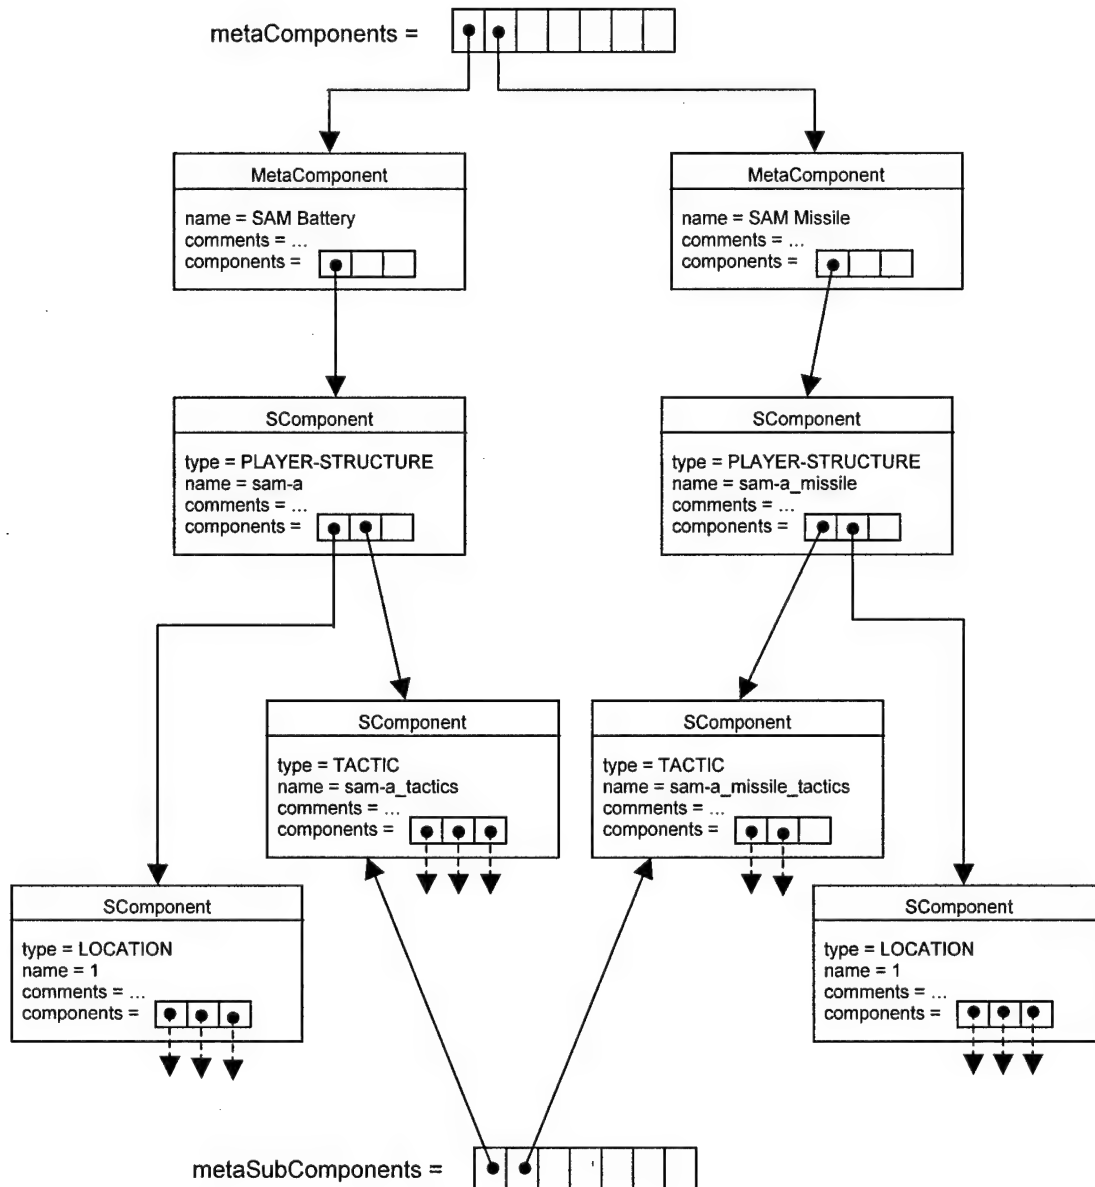 metaComponents =
MetaComponent
name = SAM Battery
comments = ...
components =
MetaComponent
name = SAM Missile
comments = ...
components =
SComponent
type = PLAYER-STRUCTURE
name = sam-a
comments = ...
components =
SComponent
type = PLAYER-STRUCTURE
name = sam-a_missile
comments = ...
components =
SComponent
type = TACTIC
name = sam-a_tactics
comments = ...
components =
SComponent
type = TACTIC
name = sam-a_missile_tactics
comments = ...
components =
SComponent
type = LOCATION
name = 1
comments = ...
components =
SComponent
type = LOCATION
name = 1
comments = ...
components =
metaSubComponents =